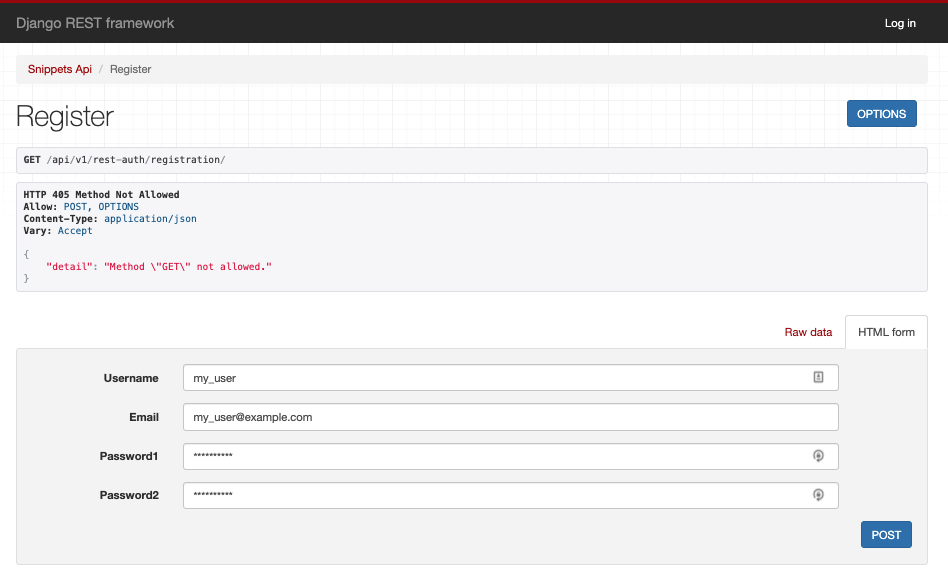 Django REST framework
Log in
Snippets Api / Register
Register
OPTIONS
GET /api/v1/rest-auth/registration/
HTTP 405 Method Not Allowed
Allow: POST, OPTIONS
Content-Type: application/json
Vary: Accept
{
"detail": "Method \"GET\" not allowed."
}
Raw data
HTML form
Username
my_user
Email
my_user@example.com
Password1
**********
Password2
**********
POST